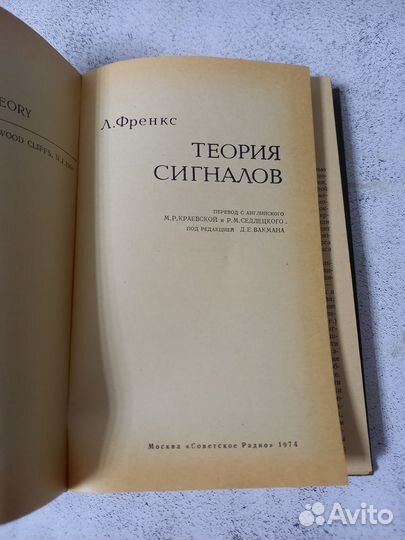 EORY
WOOD CLIFFS, N.J.
Л.Френкс
ТЕОРИЯ
СИГНАЛОВ
ПЕРЕВОД С АНГЛИЙСКОГО
М.Р.КРАЕВСКОЙ и Р.М.СЕДЛЕЦКОГО
ПОД РЕДАКЦИЕЙ Д.Е.ВАКМАНА
Москва «Советское Радио» 1974
Avito